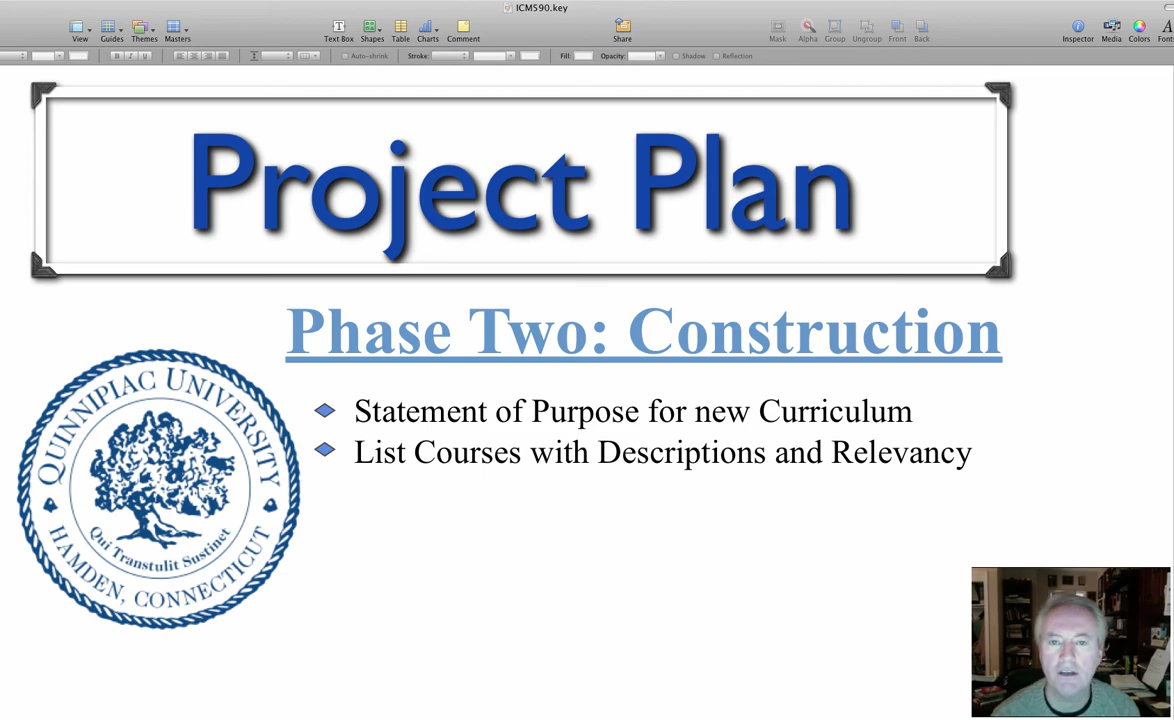 ICM590.key
View Guides Themes Masters Text Box Shapes Table Charts Comment Share Mask Alpha Group Ungroup Front Back Inspector Media Colors
B I U Auto-shrink Stroke: Fill: Opacity: Shadow Reflection
Project Plan
Phase Two: Construction
Statement of Purpose for new Curriculum
List Courses with Descriptions and Relevancy
QUINNIPIAC UNIVERSITY
Qui Transtulit Sustinet
HAMDEN, CONNECTICUT